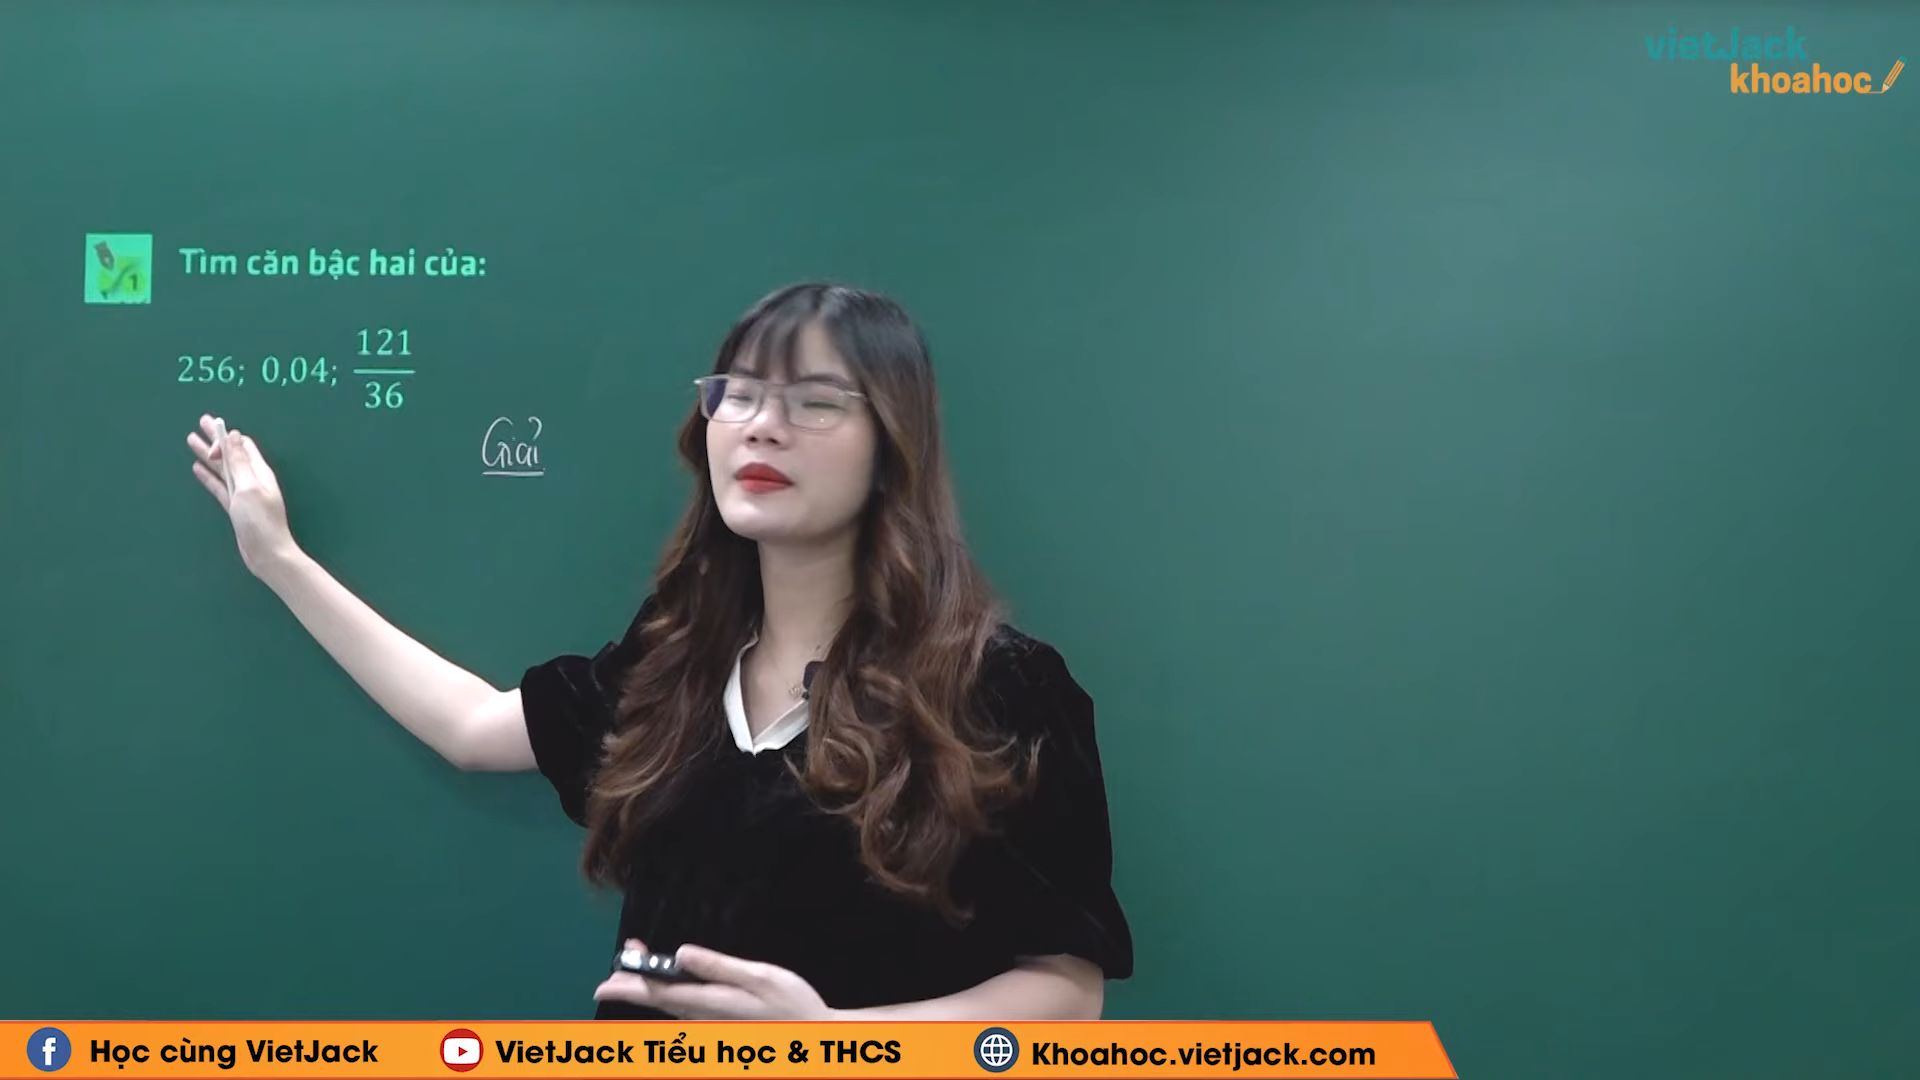 vietJack
khoahoc
1
Tìm căn bậc hai của:
256; 0,04; 121/36
Giải
Học cùng VietJack
VietJack Tiểu học & THCS
Khoahoc.vietjack.com